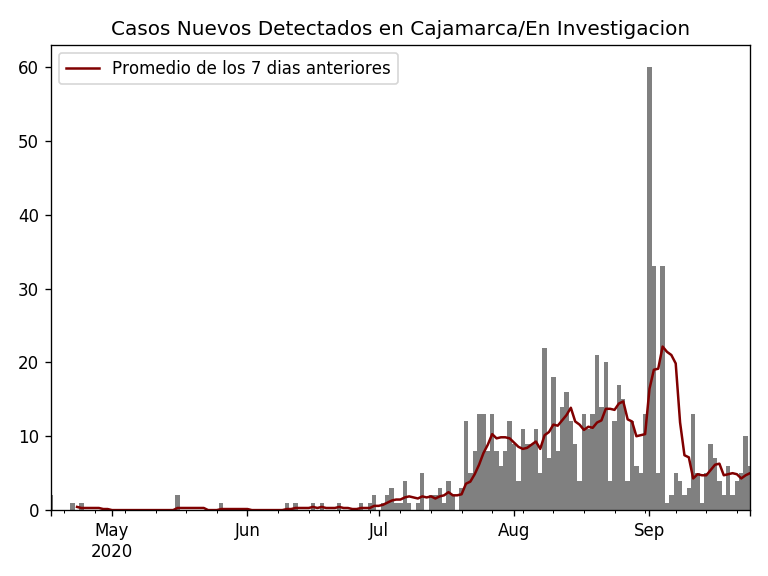 Casos Nuevos Detectados en Cajamarca/En Investigacion
Promedio de los 7 dias anteriores
60
50
40
30
20
10
0
May Jun Jul Aug Sep
2020